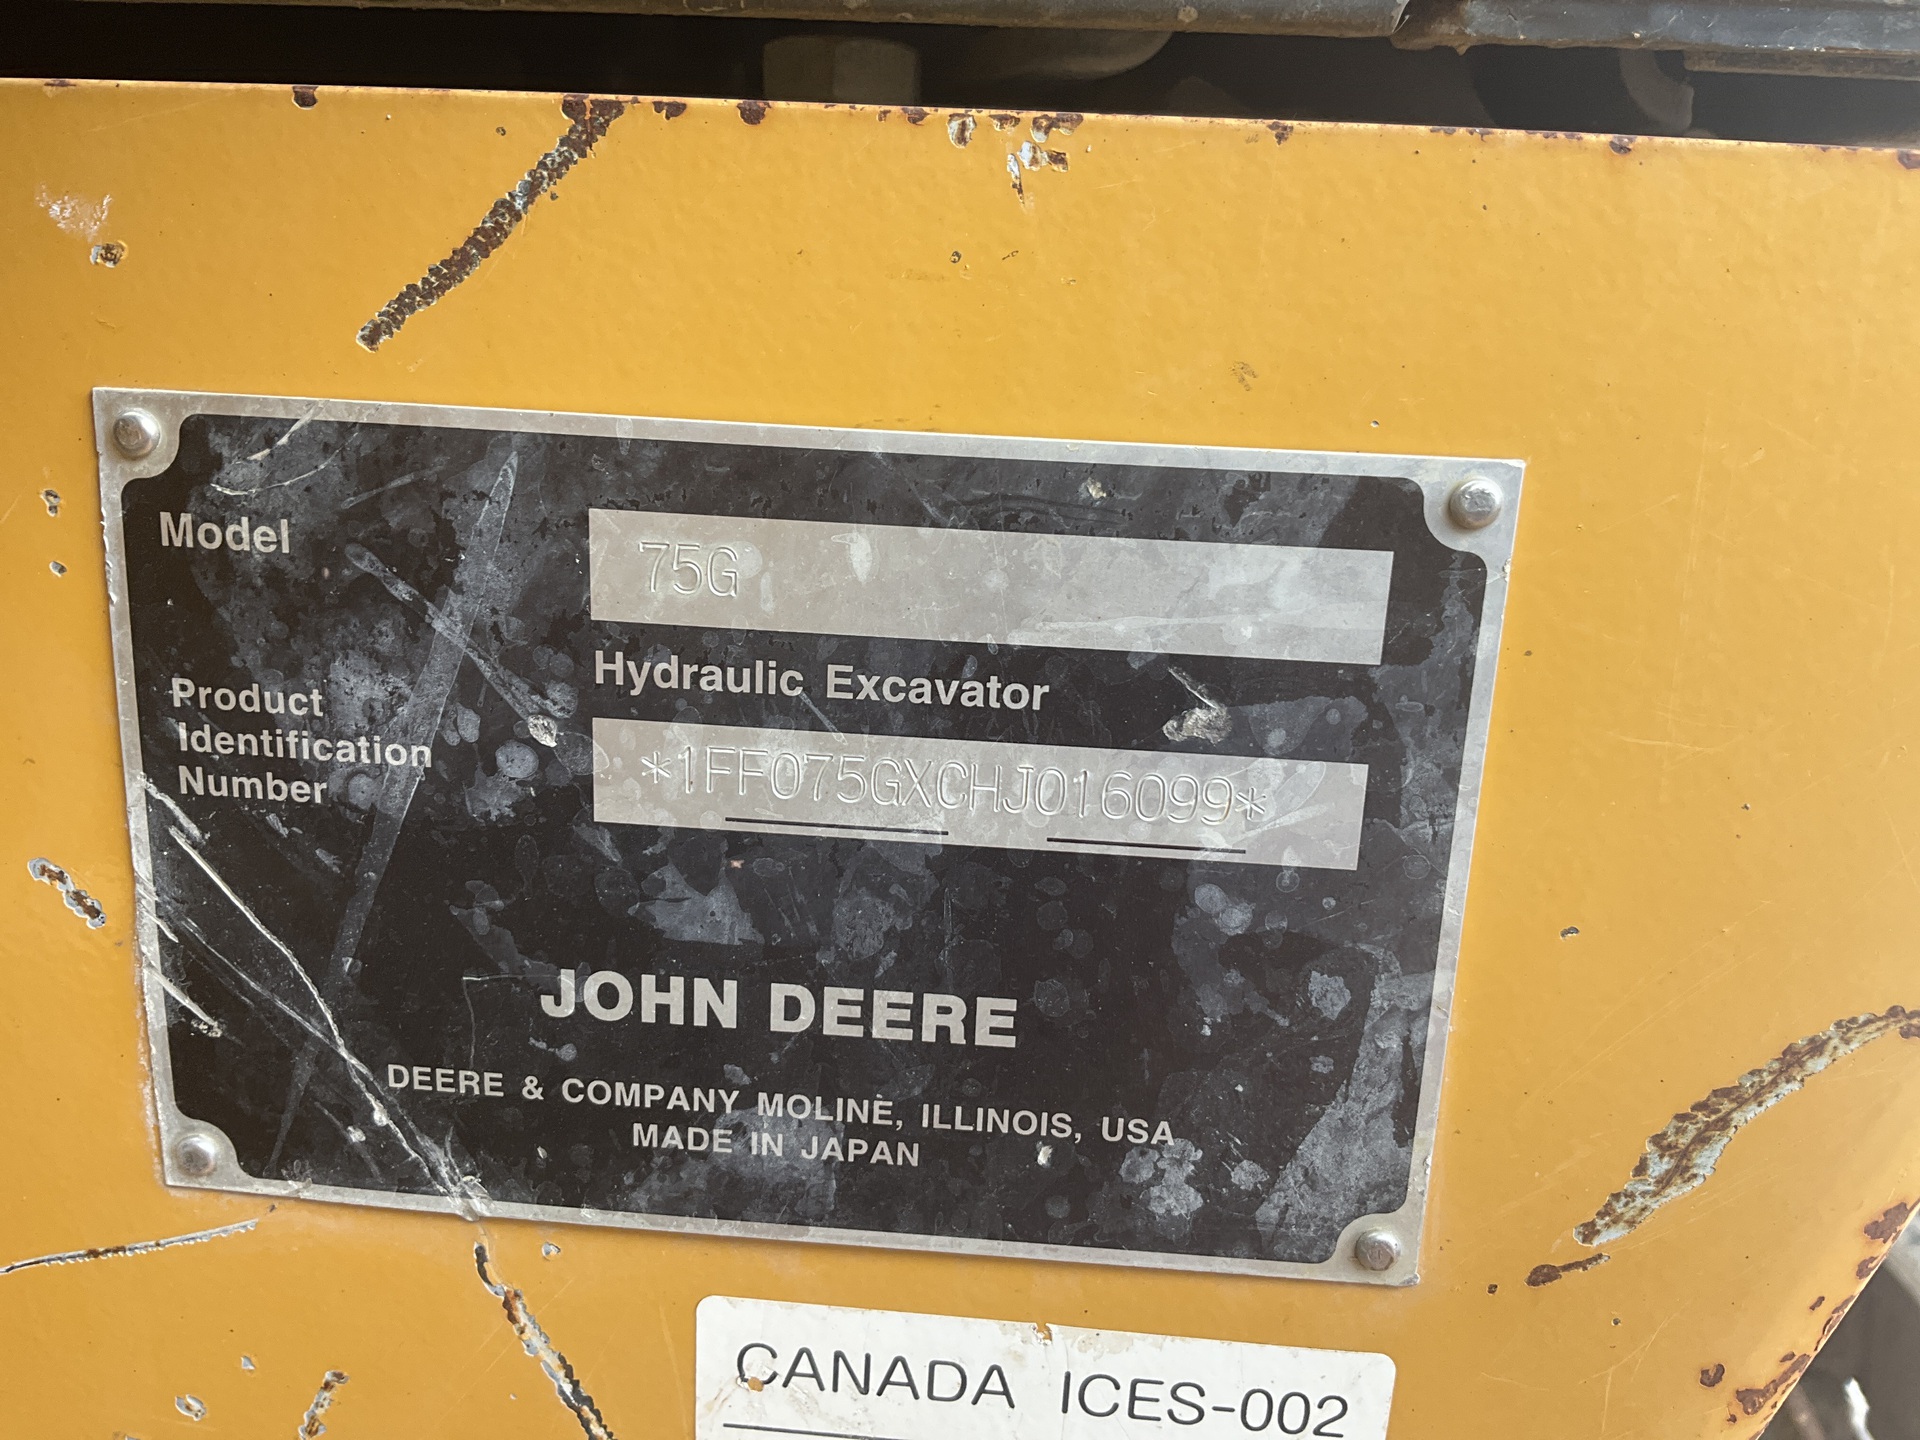 Model
75G
Hydraulic Excavator
Product
Identification
Number
*1FF075GXCHJ016099*
JOHN DEERE
DEERE & COMPANY MOLINE, ILLINOIS, USA
MADE IN JAPAN
CANADA ICES-002